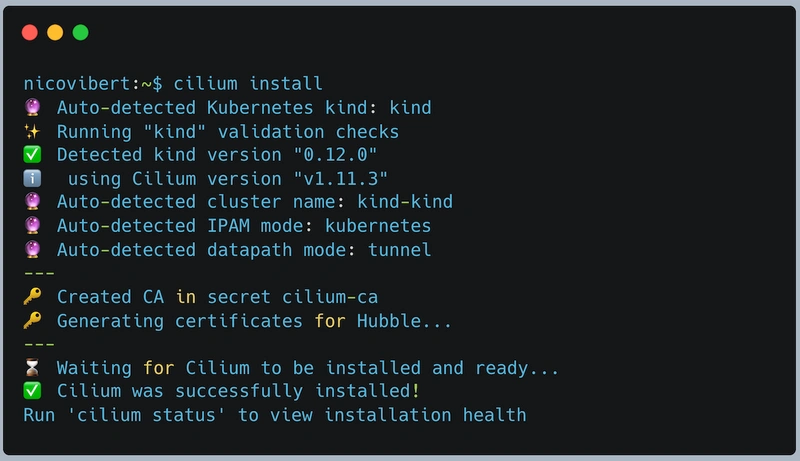 nicovibert:~$ cilium install
🔮 Auto-detected Kubernetes kind: kind
✨ Running "kind" validation checks
✅ Detected kind version "0.12.0"
ℹ️ using Cilium version "v1.11.3"
🔮 Auto-detected cluster name: kind-kind
🔮 Auto-detected IPAM mode: kubernetes
🔮 Auto-detected datapath mode: tunnel
---
🔑 Created CA in secret cilium-ca
🔑 Generating certificates for Hubble...
---
⌛ Waiting for Cilium to be installed and ready...
✅ Cilium was successfully installed!
Run 'cilium status' to view installation health